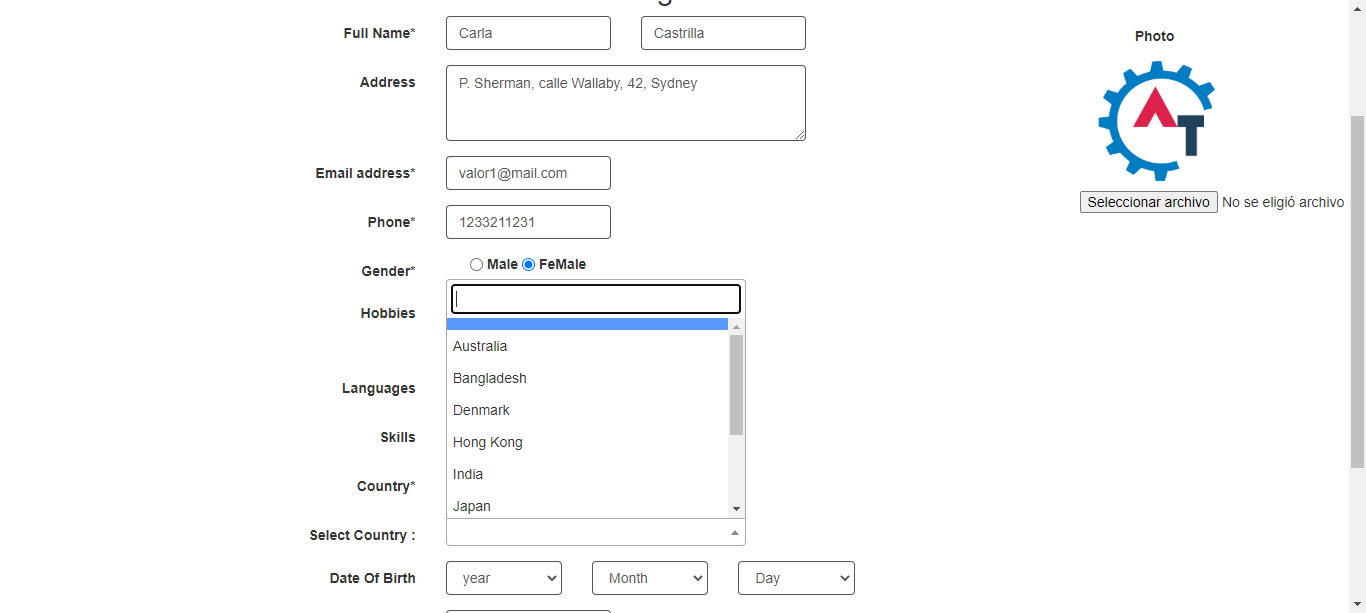 Full Name* Carla Castrilla
Photo
Address P. Sherman, calle Wallaby, 42, Sydney
AT
Email address* valor1@mail.com
Seleccionar archivo No se eligió archivo
Phone* 1233211231
Gender* Male FeMale
Hobbies
Australia
Bangladesh
Languages
Denmark
Skills
Hong Kong
India
Country*
Japan
Select Country :
Date Of Birth year Month Day